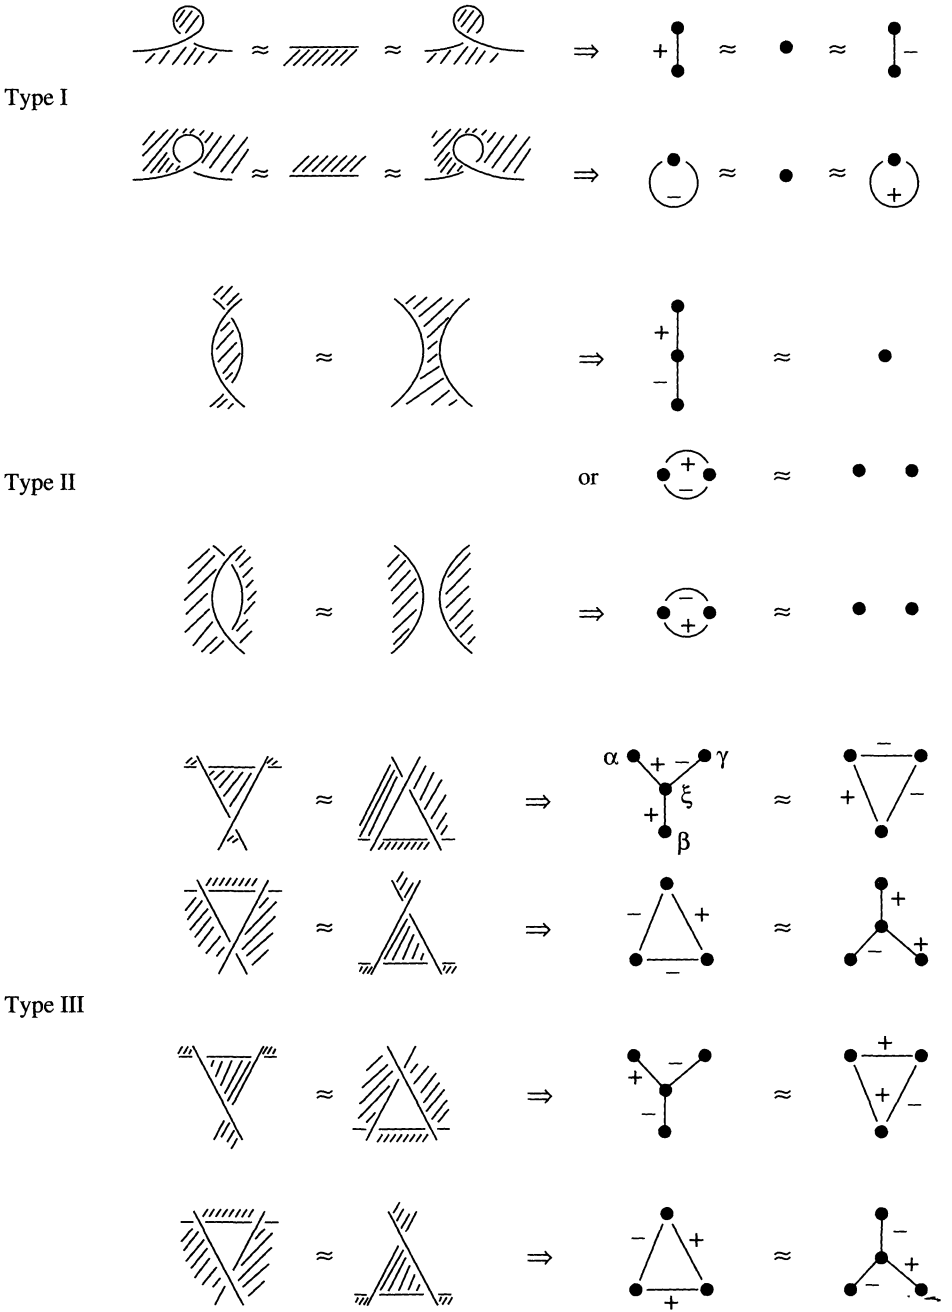 ≈ ≈ ⇒ + ≈ ≈ −
Type I
≈ ≈ ⇒ − ≈ ≈ +
≈ ⇒ + − ≈
Type II
or + − ≈
≈ ⇒ − + ≈
≈ ⇒ α + − γ ξ + β ≈ − + −
≈ ⇒ − + − ≈ + − +
Type III
≈ ⇒ + − − ≈ + + −
≈ ⇒ − + + ≈ − + −